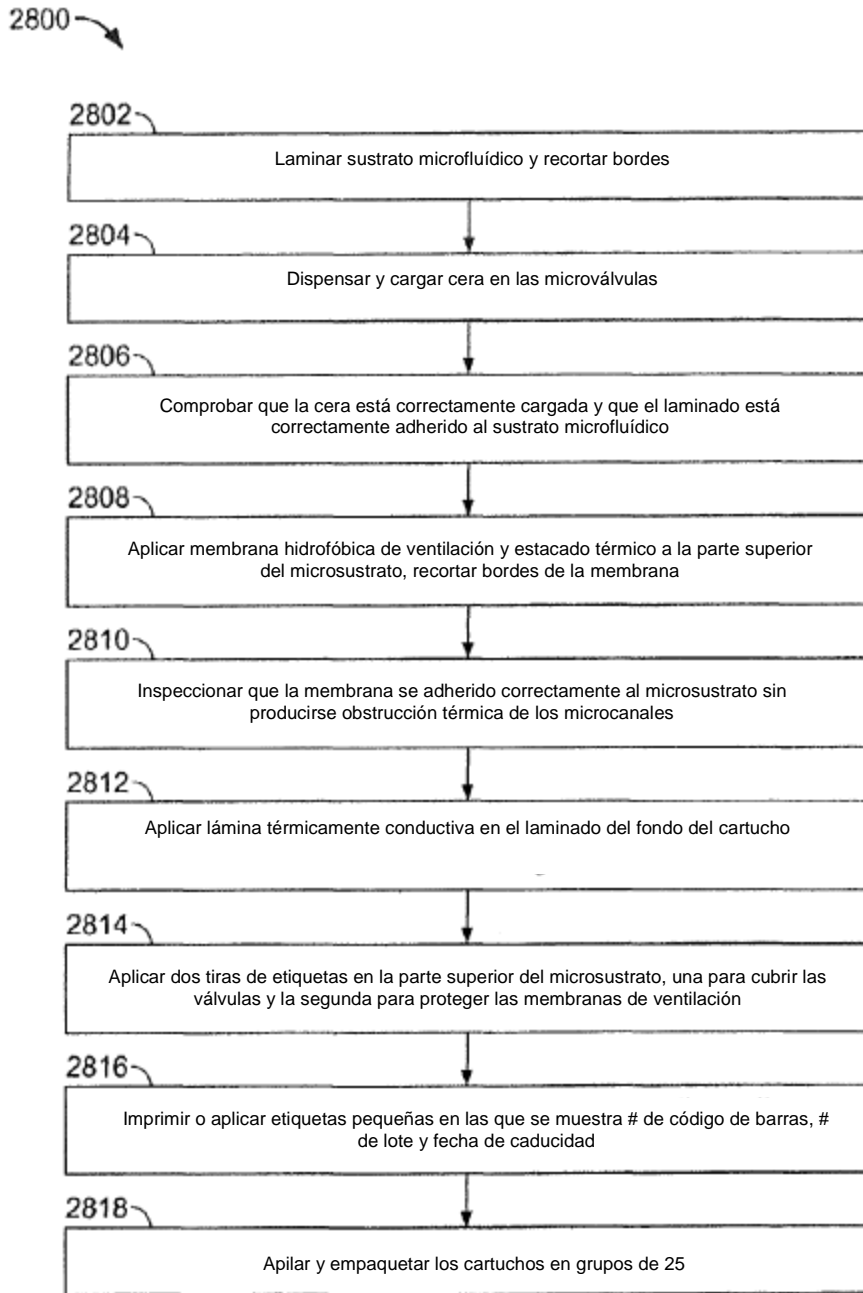 2800
2802
Laminar sustrato microfluídico y recortar bordes
2804
Dispensar y cargar cera en las microválvulas
2806
Comprobar que la cera está correctamente cargada y que el laminado está
correctamente adherido al sustrato microfluídico
2808
Aplicar membrana hidrofóbica de ventilación y estacado térmico a la parte superior
del microsustrato, recortar bordes de la membrana
2810
Inspeccionar que la membrana se adherido correctamente al microsustrato sin
producirse obstrucción térmica de los microcanales
2812
Aplicar lámina térmicamente conductiva en el laminado del fondo del cartucho
2814
Aplicar dos tiras de etiquetas en la parte superior del microsustrato, una para cubrir las
válvulas y la segunda para proteger las membranas de ventilación
2816
Imprimir o aplicar etiquetas pequeñas en las que se muestra # de código de barras, #
de lote y fecha de caducidad
2818
Apilar y empaquetar los cartuchos en grupos de 25